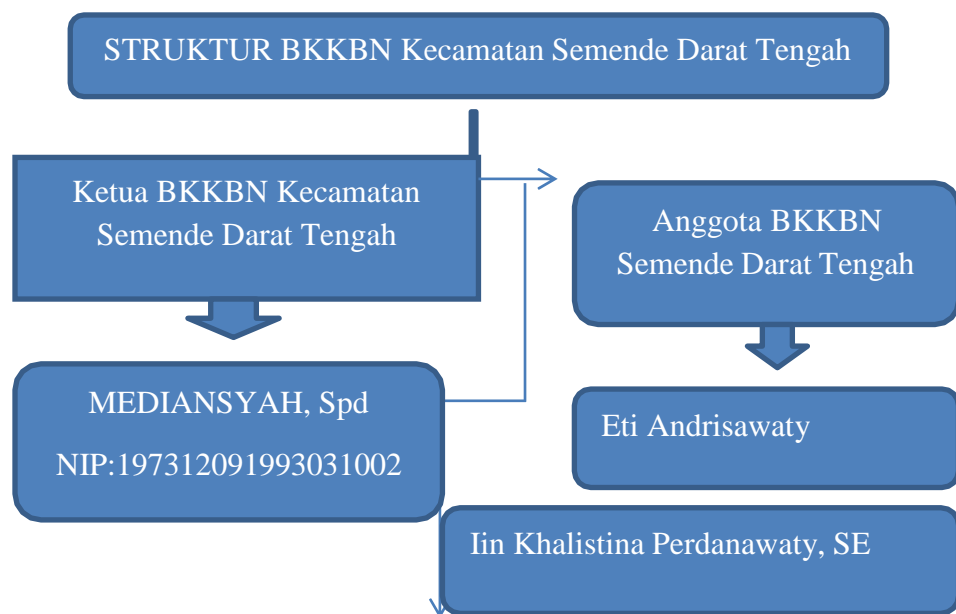 STRUKTUR BKKBN Kecamatan Semende Darat Tengah
Ketua BKKBN Kecamatan
Semende Darat Tengah
Anggota BKKBN
Semende Darat Tengah
MEDIANSYAH, Spd
NIP:197312091993031002
Eti Andrisawaty
Iin Khalistina Perdanawaty, SE